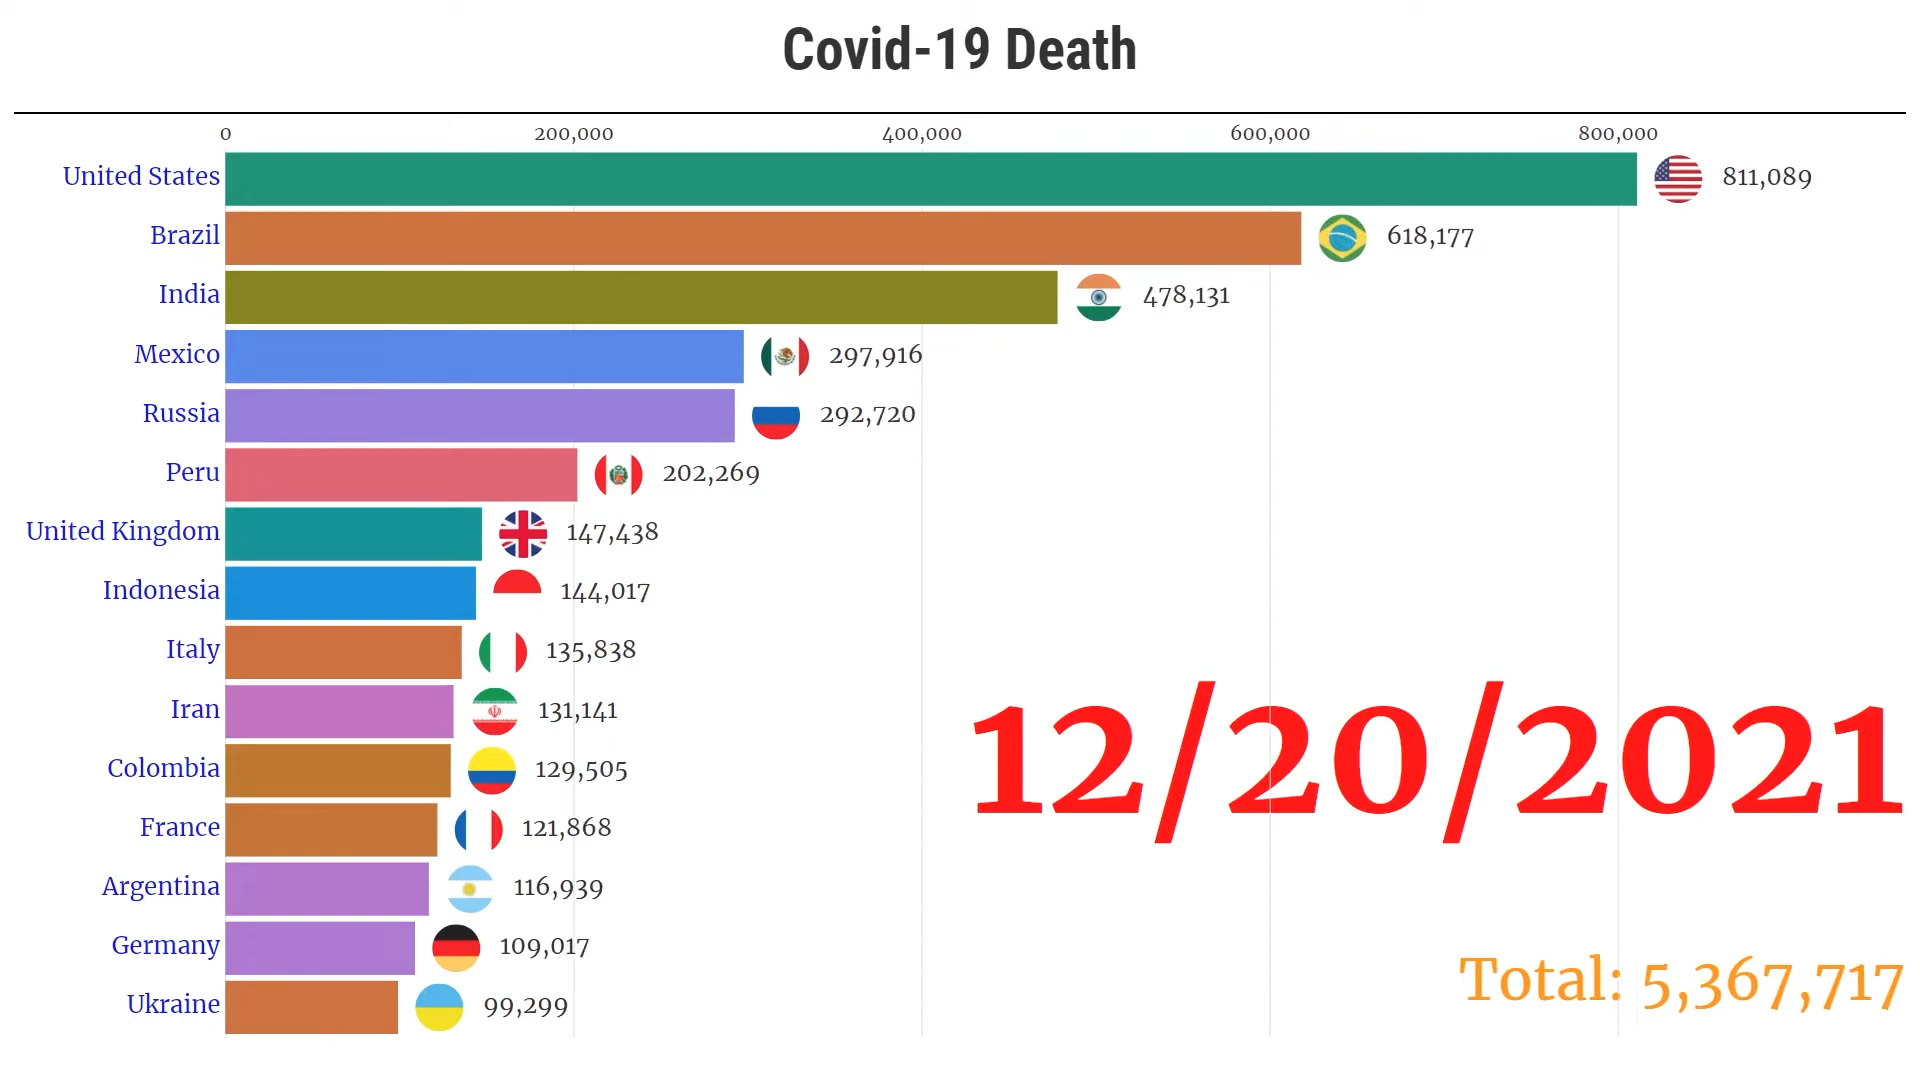 Covid-19 Death
0 200,000 400,000 600,000 800,000
United States 811,089
Brazil 618,177
India 478,131
Mexico 297,916
Russia 292,720
Peru 202,269
United Kingdom 147,438
Indonesia 144,017
Italy 135,838
Iran 131,141
Colombia 129,505
France 121,868
Argentina 116,939
Germany 109,017
Ukraine 99,299
12/20/2021
Total: 5,367,717